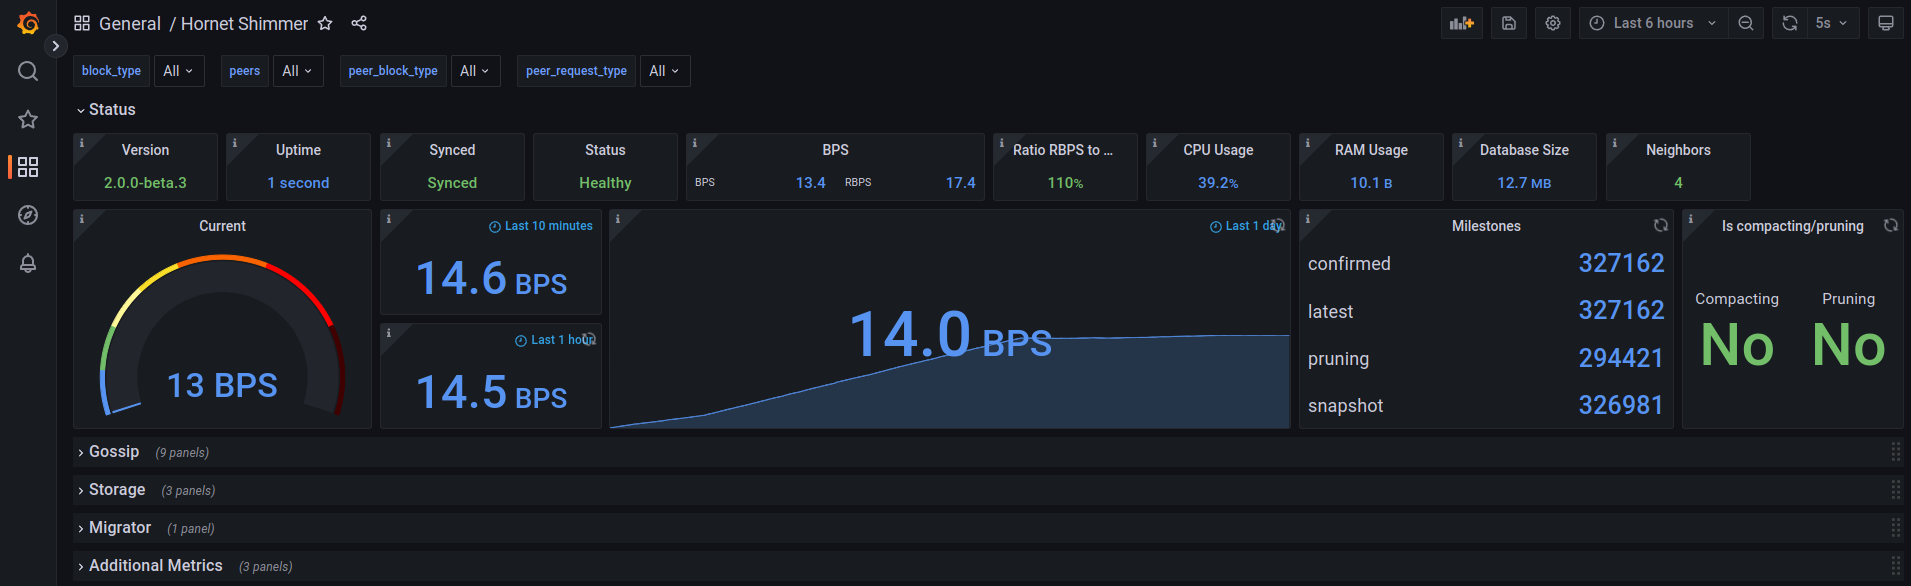 General / Hornet Shimmer
Last 6 hours
5s
block_type All peers All peer_block_type All peer_request_type All
Status
Version
2.0.0-beta.3
Uptime
1 second
Synced
Synced
Status
Healthy
BPS
BPS 13.4 RBPS 17.4
Ratio RBPS to ...
110%
CPU Usage
39.2%
RAM Usage
10.1 B
Database Size
12.7 MB
Neighbors
4
Current
13 BPS
Last 10 minutes
14.6 BPS
Last 1 hour
14.5 BPS
Last 1 day
14.0 BPS
Milestones
confirmed 327162
latest 327162
pruning 294421
snapshot 326981
Is compacting/pruning
Compacting Pruning
No No
Gossip (9 panels)
Storage (3 panels)
Migrator (1 panel)
Additional Metrics (3 panels)